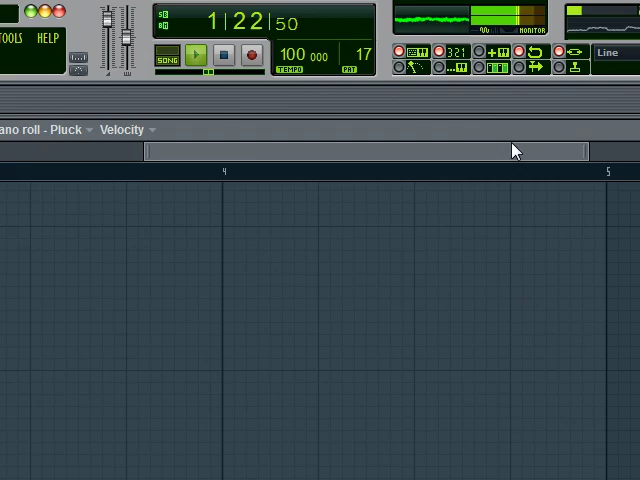 1|22|50
MONITOR
TOOLS HELP
SONG
100 000
TEMPO
17
PAT
321
Line
ano roll - Pluck Velocity
4 5